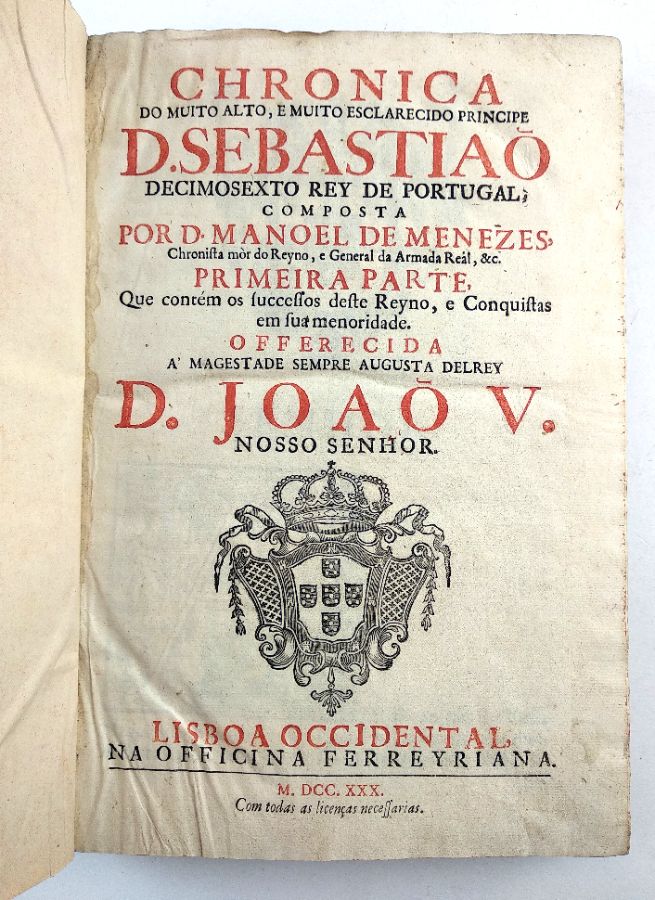 CHRONICA
DO MUITO ALTO, E MUITO ESCLARECIDO PRINCIPE
D. SEBASTIAÕ
DECIMOSEXTO REY DE PORTUGAL;
COMPOSTA
POR D. MANOEL DE MENEZES,
Chroniſta mòr do Reyno, e General da Armada Reàl, &c.
PRIMEIRA PARTE,
Que contém os ſucceſſos deſte Reyno, e Conquiſtas
em ſua menoridade.
OFFERECIDA
A' MAGESTADE SEMPRE AUGUSTA DELREY
D. JOAÕ V.
NOSSO SENHOR.
LISBOA OCCIDENTAL,
NA OFFICINA FERREYRIANA.
M. DCC. XXX.
Com todas as licenças neceſſarias.